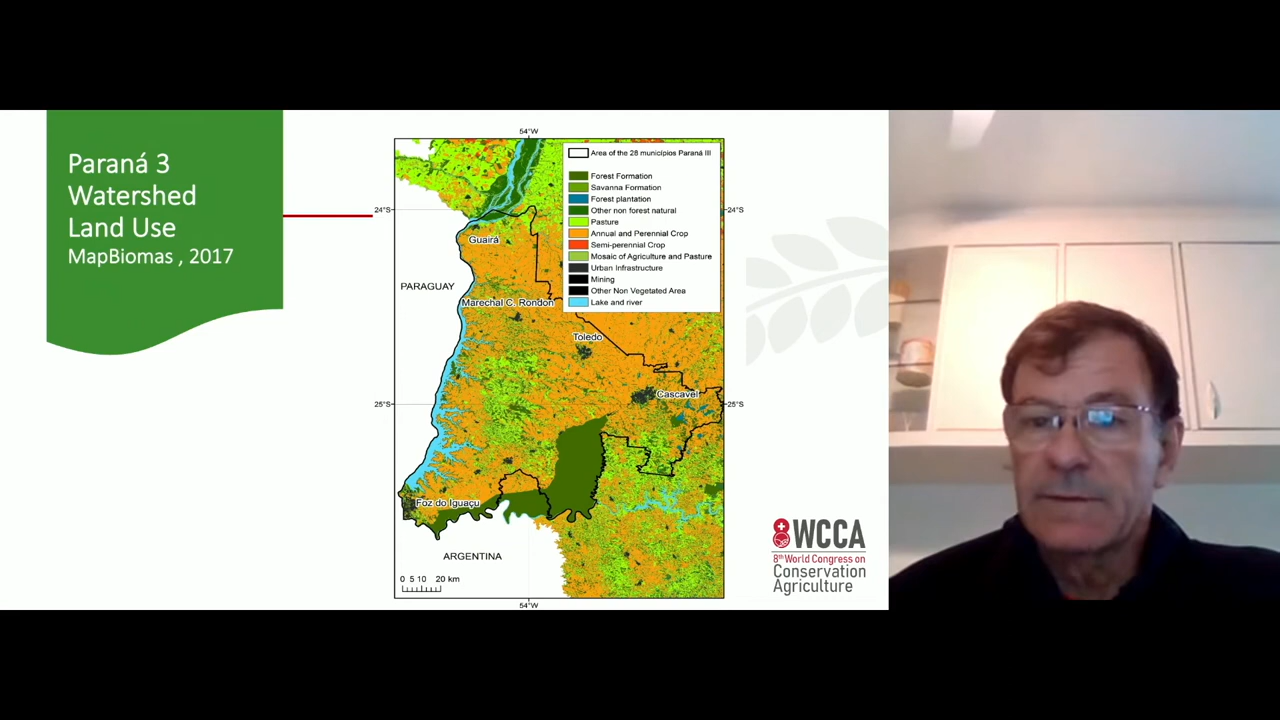 Paraná 3
Watershed
Land Use
MapBiomas , 2017
54°W
Area of the 28 municípios Paraná III
Forest Formation
Savanna Formation
Forest plantation
Other non forest natural
Pasture
Annual and Perennial Crop
Semi-perennial Crop
Mosaic of Agriculture and Pasture
Urban Infrastructure
Mining
Other Non Vegetated Area
Lake and river
24°S
24°S
Guairá
PARAGUAY
Marechal C. Rondon
Toledo
Cascavel
25°S
25°S
Foz do Iguaçu
ARGENTINA
0 5 10 20 km
54°W
8 WCCA
8th World Congress on
Conservation
Agriculture